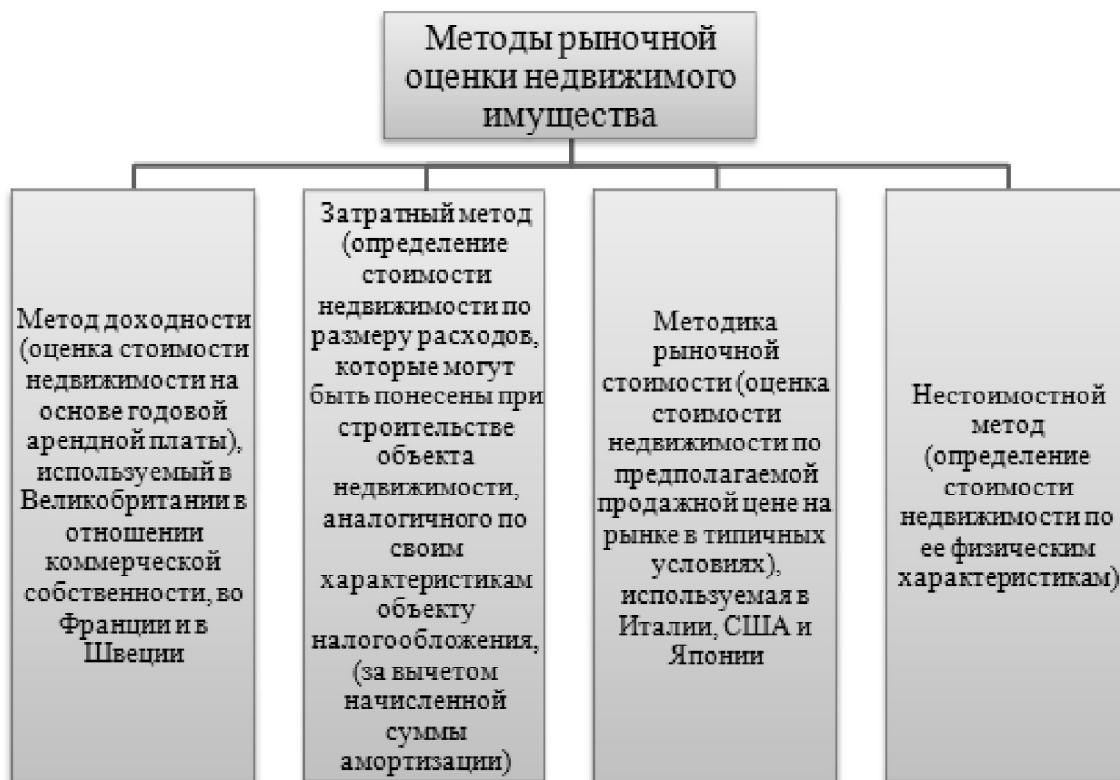 Методы рыночной
оценки недвижимого
имущества
Метод доходности
(оценка стоимости
недвижимости на
основе годовой
арендной платы),
используемый в
Великобритании в
отношении
коммерческой
собственности, во
Франции и в
Швеции
Затратный метод
(определение
стоимости
недвижимости по
размеру расходов,
которые могут
быть понесены при
строительстве
объекта
недвижимости,
аналогичного по
своим
характеристикам
объекту
налогообложения,
(за вычетом
начисленной
суммы
амортизации)
Методика
рыночной
стоимости (оценка
стоимости
недвижимости по
предполагаемой
продажной цене на
рынке в типичных
условиях),
используемая в
Италии, США и
Японии
Нестоимостной
метод
(определение
стоимости
недвижимости по
ее физическим
характеристикам)